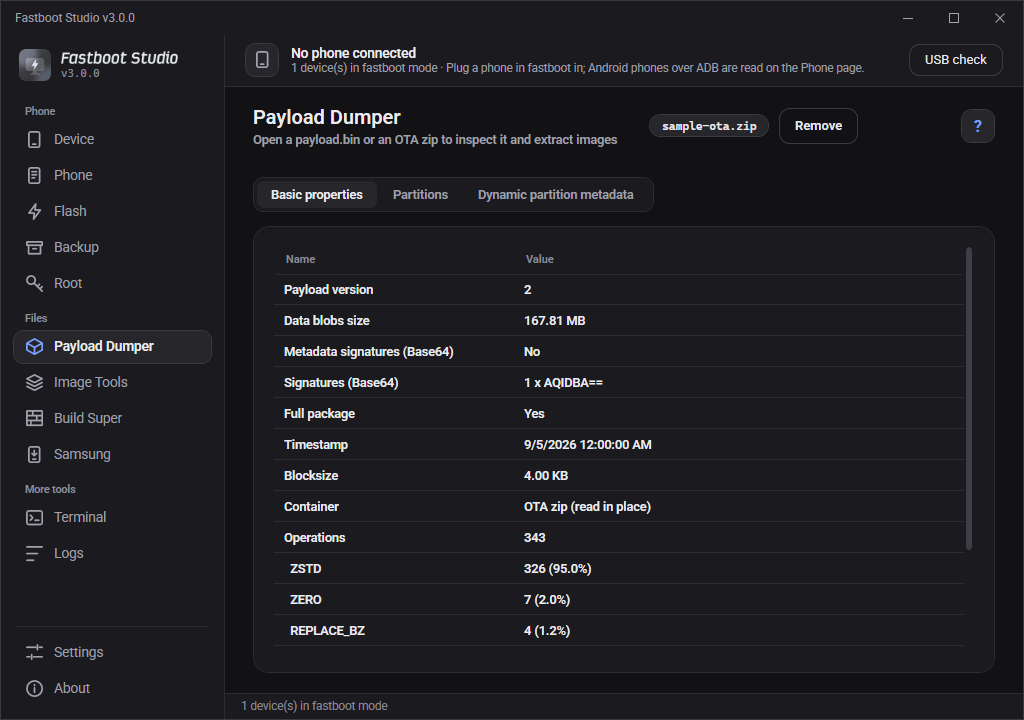 Fastboot Studio v3.0.0
Fastboot Studio
v3.0.0
No phone connected
1 device(s) in fastboot mode · Plug a phone in fastboot in; Android phones over ADB are read on the Phone page.
USB check
Phone
Device
Phone
Flash
Backup
Root
Files
Payload Dumper
Image Tools
Build Super
Samsung
More tools
Terminal
Logs
Settings
About
Payload Dumper
Open a payload.bin or an OTA zip to inspect it and extract images
sample-ota.zip
Remove
?
Basic properties Partitions Dynamic partition metadata
Name Value
Payload version 2
Data blobs size 167.81 MB
Metadata signatures (Base64) No
Signatures (Base64) 1 x AQIDBA==
Full package Yes
Timestamp 9/5/2026 12:00:00 AM
Blocksize 4.00 KB
Container OTA zip (read in place)
Operations 343
ZSTD 326 (95.0%)
ZERO 7 (2.0%)
REPLACE_BZ 4 (1.2%)
1 device(s) in fastboot mode